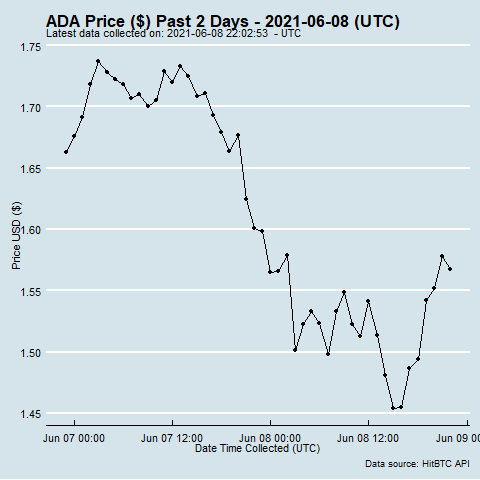 ADA Price ($) Past 2 Days - 2021-06-08 (UTC)
Latest data collected on: 2021-06-08 22:02:53  - UTC
1.75
1.70
1.65
1.60
1.55
1.50
1.45
Price USD ($)
Jun 07 00:00
Jun 07 12:00
Jun 08 00:00
Jun 08 12:00
Jun 09 0
Date Time Collected (UTC)
Data source: HitBTC API